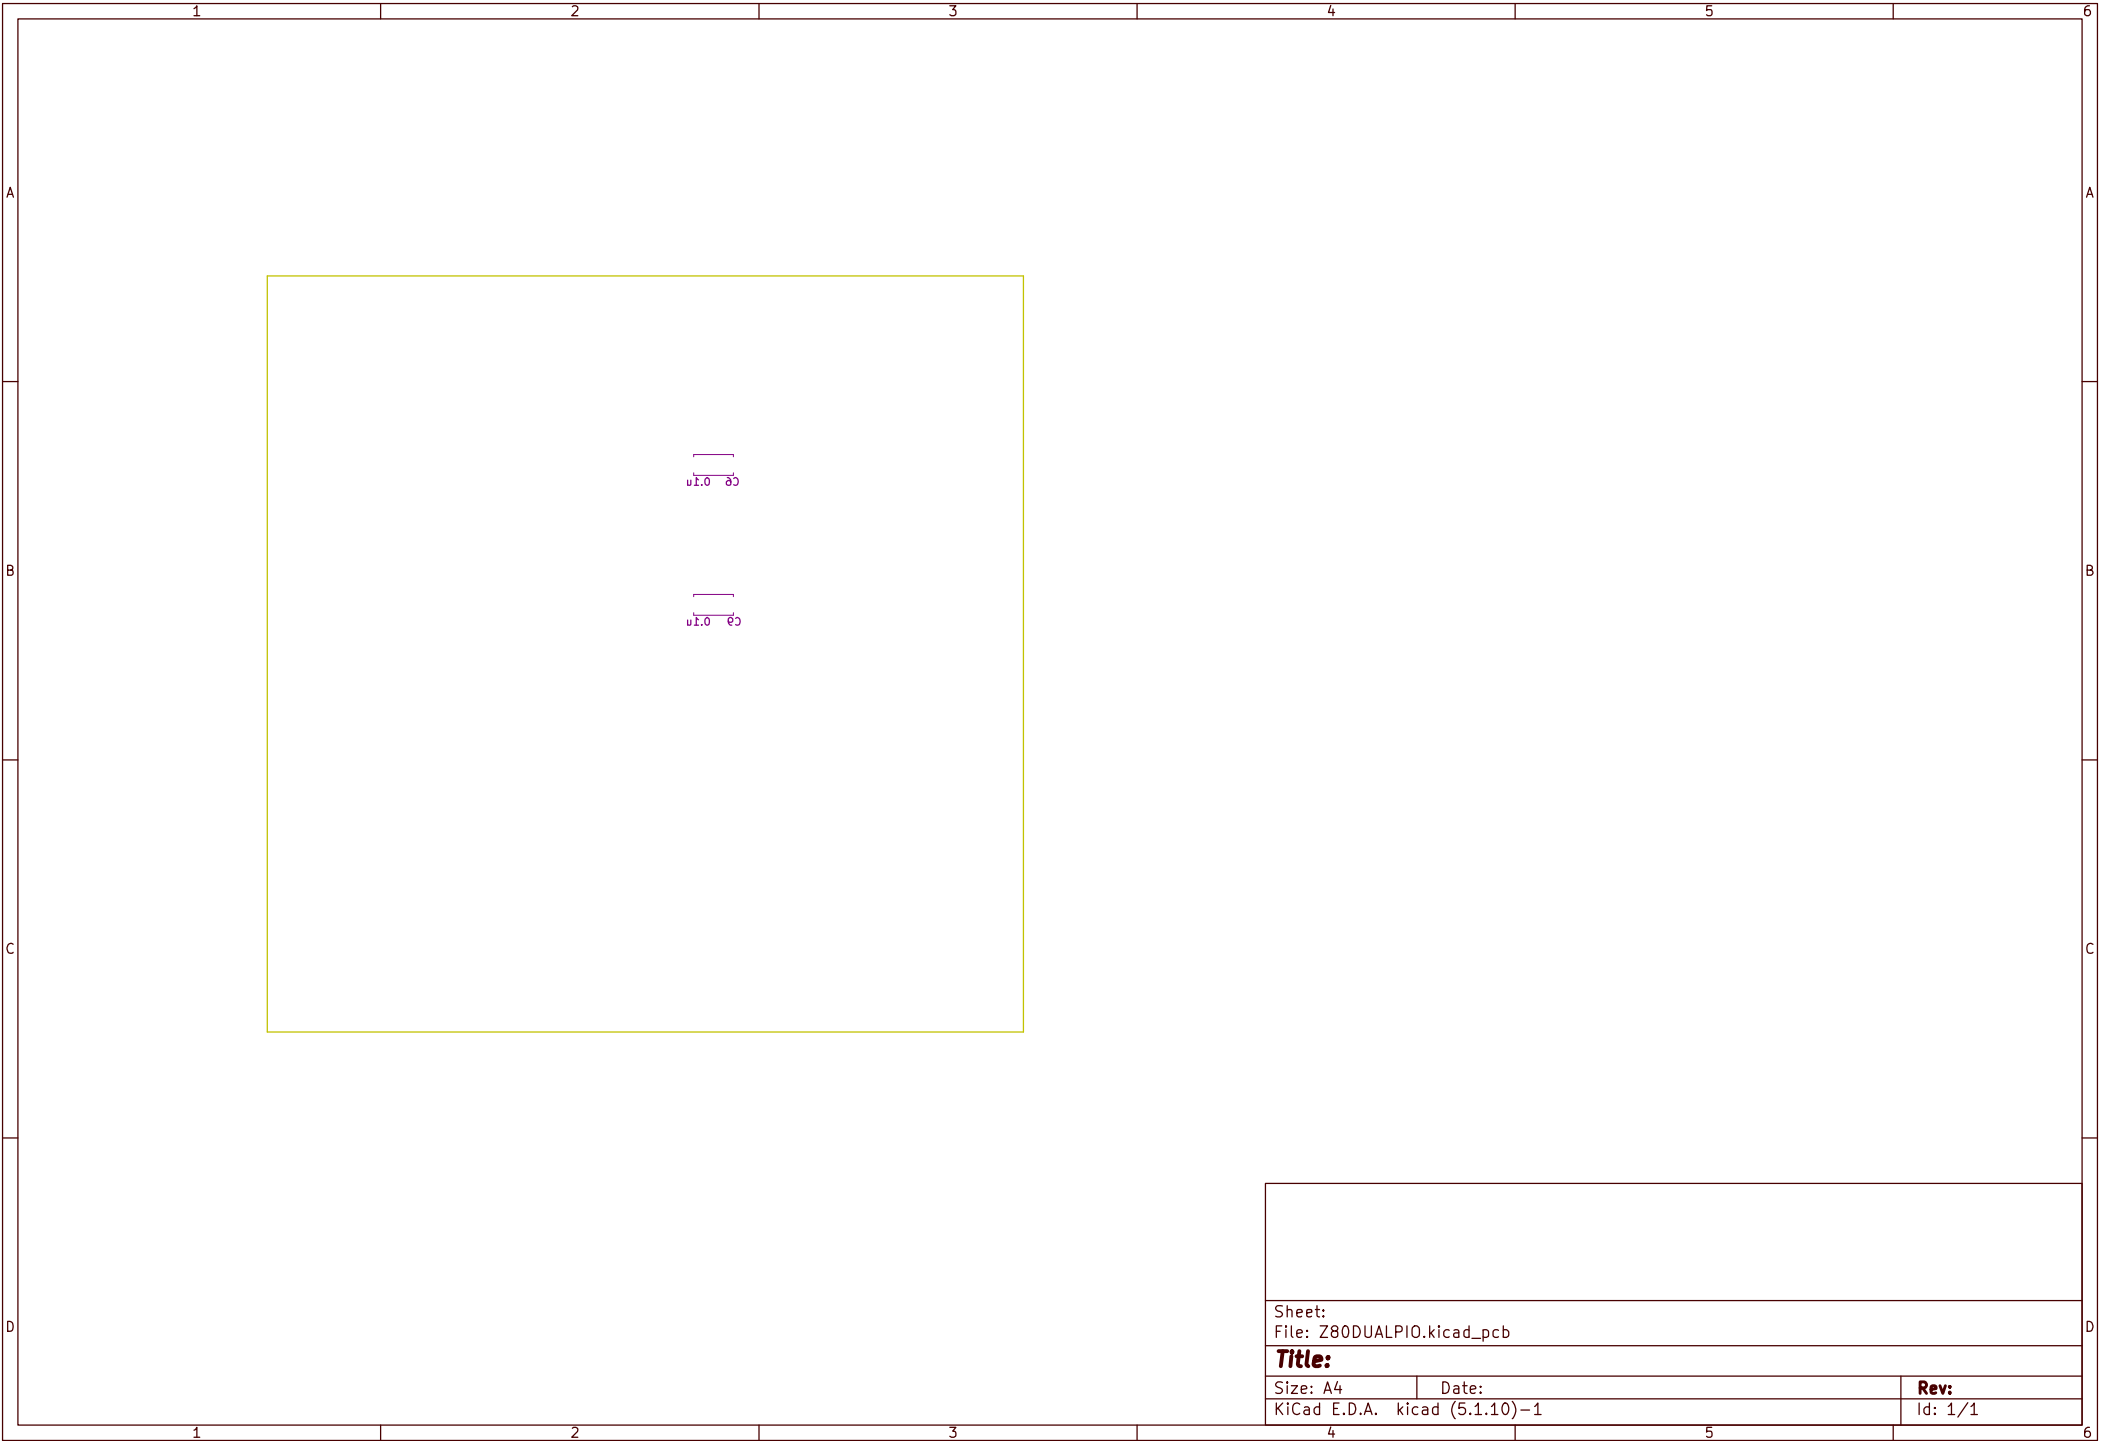 1 2 3 4 5 6
A A
0.1u C6
B B
0.1u C9
C C
Sheet:
D D
File: Z80DUALPIO.kicad_pcb
Title:
Size: A4 Date: Rev:
KiCad E.D.A. kicad (5.1.10)-1 Id: 1/1
1 2 3 4 5 6